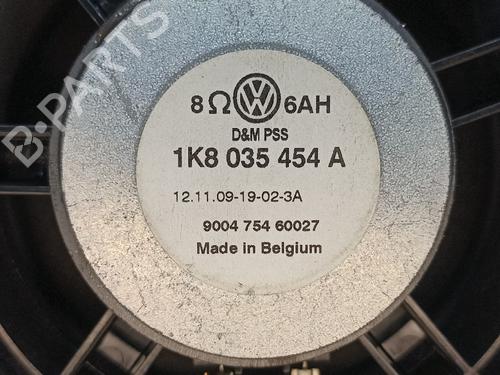 B-PARTS
8Ω VW 6AH
D&M PSS
1K8 035 454 A
12.11.09-19-02-3A
9004 754 60027
Made in Belgium